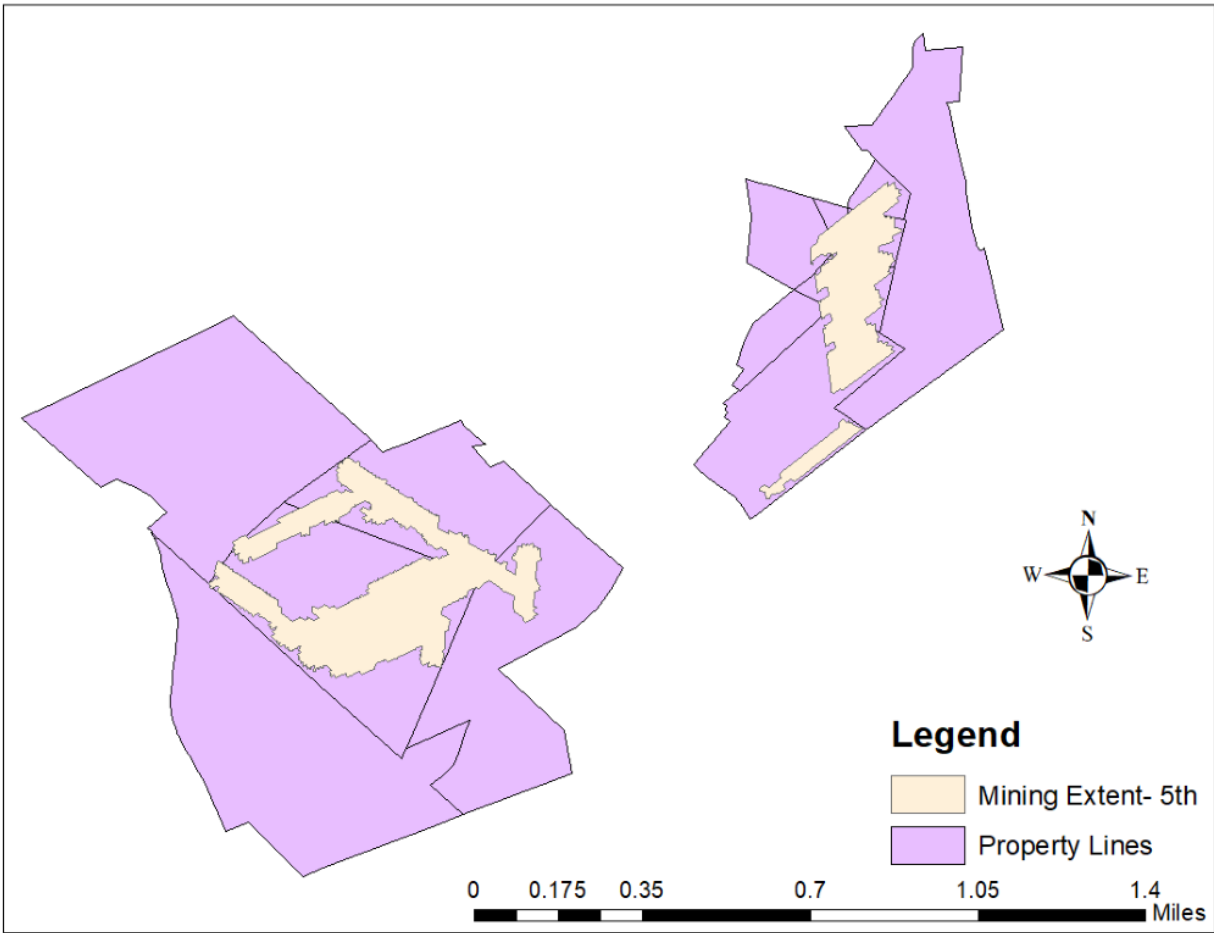 N
W E
S
Legend
Mining Extent- 5th
Property Lines
0 0.175 0.35 0.7 1.05 1.4
Miles